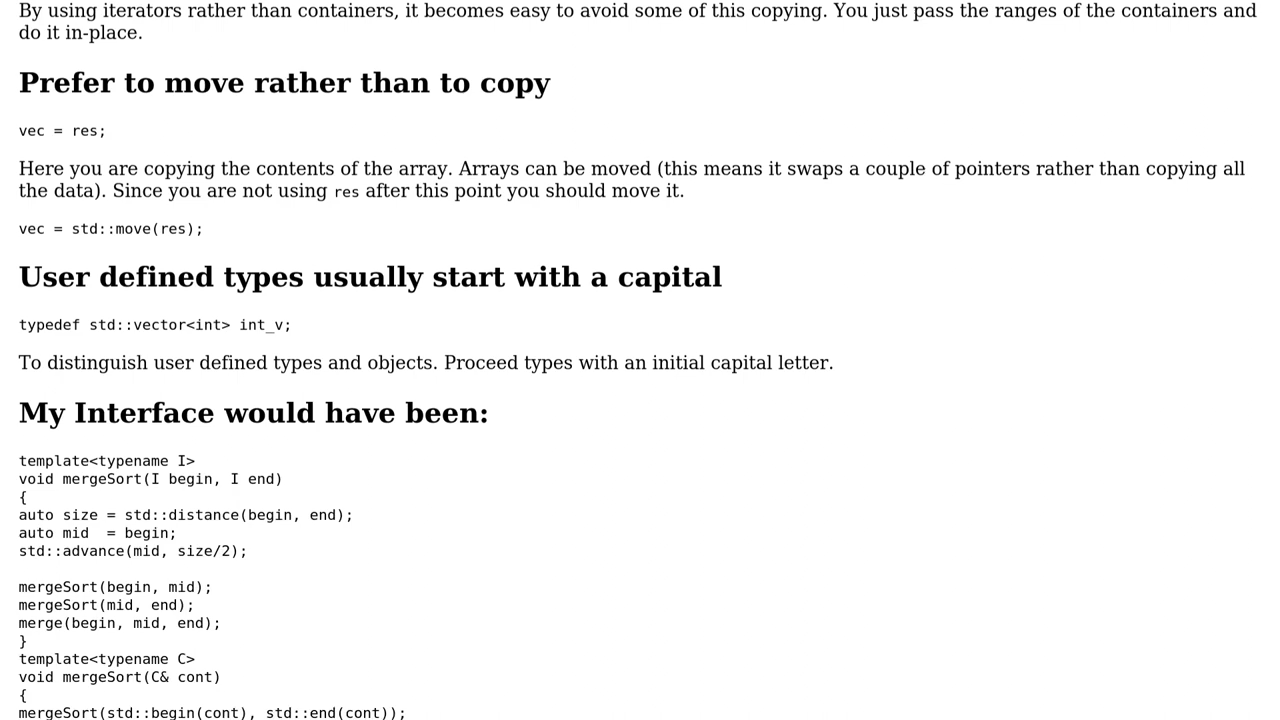 By using iterators rather than containers, it becomes easy to avoid some of this copying. You just pass the ranges of the containers and
do it in-place.
Prefer to move rather than to copy
vec = res;
Here you are copying the contents of the array. Arrays can be moved (this means it swaps a couple of pointers rather than copying all
the data). Since you are not using res after this point you should move it.
vec = std::move(res);
User defined types usually start with a capital
typedef std::vector<int> int_v;
To distinguish user defined types and objects. Proceed types with an initial capital letter.
My Interface would have been:
template<typename I>
void mergeSort(I begin, I end)
{
auto size = std::distance(begin, end);
auto mid  = begin;
std::advance(mid, size/2);
mergeSort(begin, mid);
mergeSort(mid, end);
merge(begin, mid, end);
}
template<typename C>
void mergeSort(C& cont)
{
mergeSort(std::begin(cont), std::end(cont));